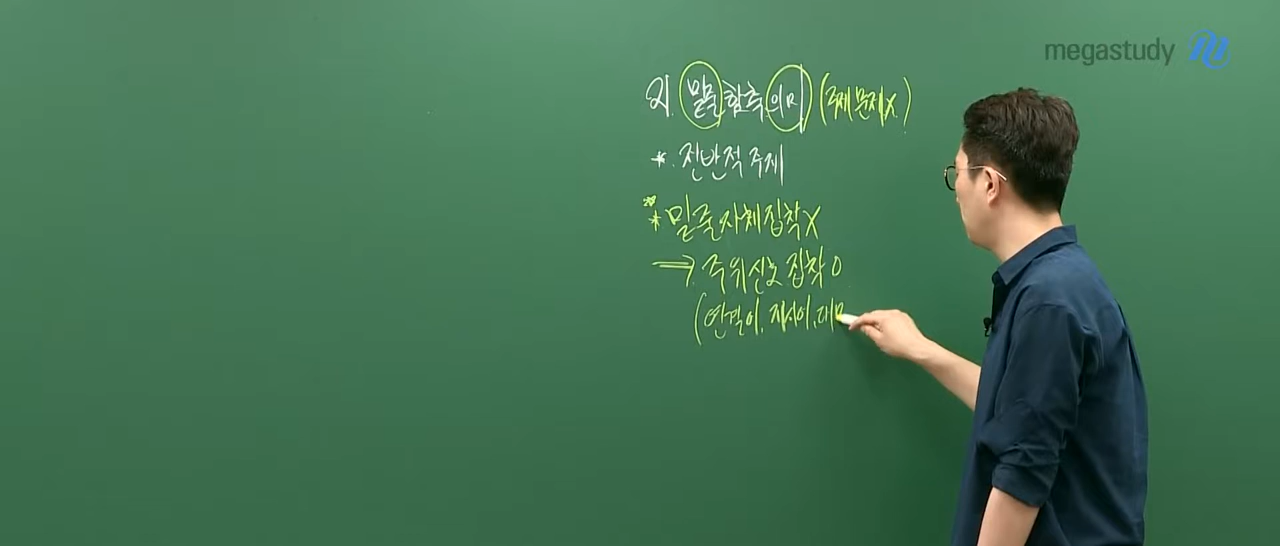 megastudy
21. 밑줄 함축 의미 (주제 문제X)
* 전반적 주제
* 밑줄 자체 집착X
→ 주위 신호 집착O
(연결어, 지시어, 대명